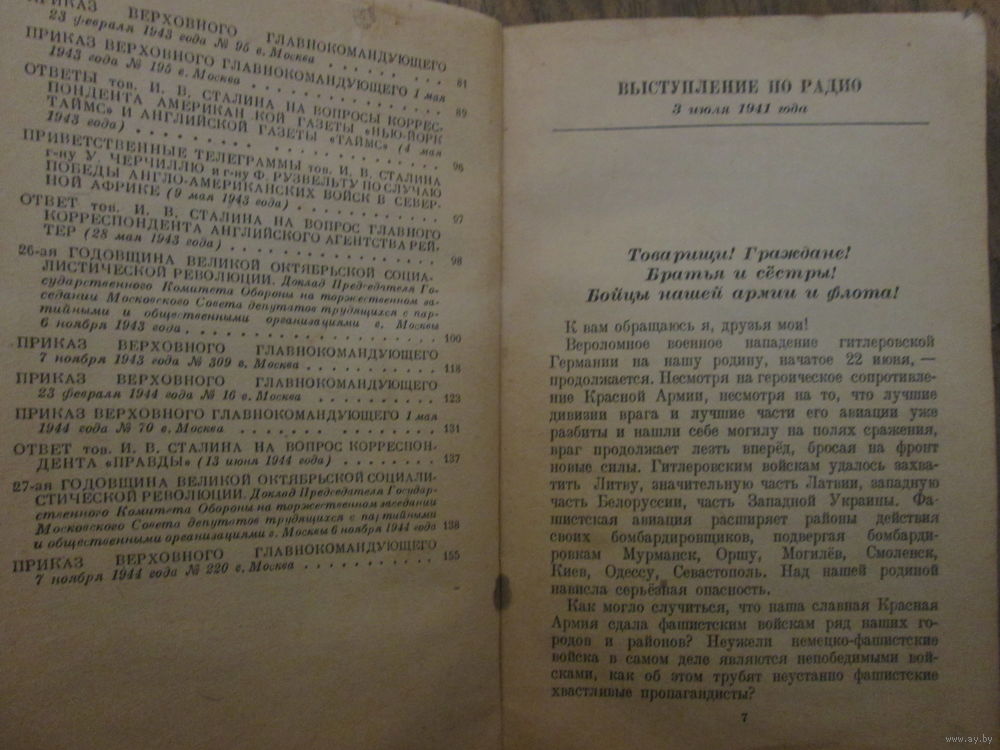 ПРИКАЗ ВЕРХОВНОГО ГЛАВНОКОМАНДУЮЩЕГО
23 февраля 1943 года № 95 г. Москва . . . . . . . 81
ПРИКАЗ ВЕРХОВНОГО ГЛАВНОКОМАНДУЮЩЕГО 1 мая
1943 года № 195 г. Москва . . . . . . . . . . 89
ОТВЕТЫ тов. И. В. СТАЛИНА НА ВОПРОСЫ КОРРЕС-
ПОНДЕНТА АМЕРИКАН КОЙ ГАЗЕТЫ «НЬЮ-ЙОРК
ТАЙМС» И АНГЛИЙСКОЙ ГАЗЕТЫ «ТАЙМС» (4 мая
1943 года) . . . . . . . . . . . . . . . . 96
ПРИВЕТСТВЕННЫЕ ТЕЛЕГРАММЫ тов. И. В. СТАЛИНА
г-ну У. ЧЕРЧИЛЛЮ и г-ну Ф. РУЗВЕЛЬТУ ПО СЛУЧАЮ
ПОБЕДЫ АНГЛО-АМЕРИКАНСКИХ ВОЙСК В СЕВЕР-
НОЙ АФРИКЕ (9 мая 1943 года) . . . . . . . . . 97
ОТВЕТ тов. И. В. СТАЛИНА НА ВОПРОС ГЛАВНОГО
КОРРЕСПОНДЕНТА АНГЛИЙСКОГО АГЕНТСТВА РЕЙ-
ТЕР (28 мая 1943 года) . . . . . . . . . . . . 98
26-ая ГОДОВЩИНА ВЕЛИКОЙ ОКТЯБРЬСКОЙ СОЦИА-
ЛИСТИЧЕСКОЙ РЕВОЛЮЦИИ. Доклад Председателя Го-
сударственного Комитета Обороны на торжественном за-
седании Московского Совета депутатов трудящихся с пар-
тийными и общественными организациями г. Москвы
6 ноября 1943 года . . . . . . . . . . . . . 100
ПРИКАЗ ВЕРХОВНОГО ГЛАВНОКОМАНДУЮЩЕГО
7 ноября 1943 года № 309 г. Москва . . . . . . . 118
ПРИКАЗ ВЕРХОВНОГО ГЛАВНОКОМАНДУЮЩЕГО
23 февраля 1944 года № 16 г. Москва . . . . . . . 123
ПРИКАЗ ВЕРХОВНОГО ГЛАВНОКОМАНДУЮЩЕГО 1 мая
1944 года № 70 г. Москва . . . . . . . . . . 131
ОТВЕТ тов. И. В. СТАЛИНА НА ВОПРОС КОРРЕСПОН-
ДЕНТА «ПРАВДЫ» (13 июня 1944 года) . . . . . . . 137
27-ая ГОДОВЩИНА ВЕЛИКОЙ ОКТЯБРЬСКОЙ СОЦИАЛИ-
СТИЧЕСКОЙ РЕВОЛЮЦИИ. Доклад Председателя Государ-
ственного Комитета Обороны на торжественном заседании
Московского Совета депутатов трудящихся с партийными
и общественными организациями г. Москвы 6 ноября 1944 года 138
ПРИКАЗ ВЕРХОВНОГО ГЛАВНОКОМАНДУЮЩЕГО
7 ноября 1944 года № 220 г. Москва . . . . . . . 155
ВЫСТУПЛЕНИЕ ПО РАДИО
3 июля 1941 года
Товарищи! Граждане!
Братья и сёстры!
Бойцы нашей армии и флота!
К вам обращаюсь я, друзья мои!
Вероломное военное нападение гитлеровской
Германии на нашу родину, начатое 22 июня, —
продолжается. Несмотря на героическое сопротивле-
ние Красной Армии, несмотря на то, что лучшие
дивизии врага и лучшие части его авиации уже
разбиты и нашли себе могилу на полях сражения,
враг продолжает лезть вперёд, бросая на фронт
новые силы. Гитлеровским войскам удалось захва-
тить Литву, значительную часть Латвии, западную
часть Белоруссии, часть Западной Украины. Фа-
шистская авиация расширяет районы действия
своих бомбардировщиков, подвергая бомбарди-
ровкам Мурманск, Оршу, Могилёв, Смоленск,
Киев, Одессу, Севастополь. Над нашей родиной
нависла серьёзная опасность.
Как могло случиться, что наша славная Красная
Армия сдала фашистским войскам ряд наших го-
родов и районов? Неужели немецко-фашистские
войска в самом деле являются непобедимыми вой-
сками, как об этом трубят неустанно фашистские
хвастливые пропагандисты?
7
www.ay.by